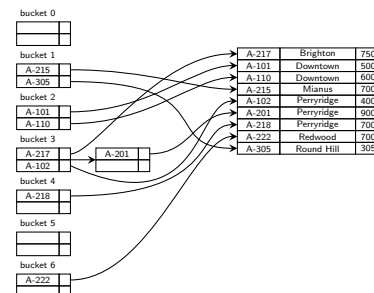 bucket 0
bucket 1
A-215
A-305
bucket 2
A-101
A-110
bucket 3
A-217
A-102
A-201
bucket 4
A-218
bucket 5
bucket 6
A-222
A-217 Brighton 750
A-101 Downtown 500
A-110 Downtown 600
A-215 Mianus 700
A-102 Perryridge 400
A-201 Perryridge 900
A-218 Perryridge 700
A-222 Redwood 700
A-305 Round Hill 305